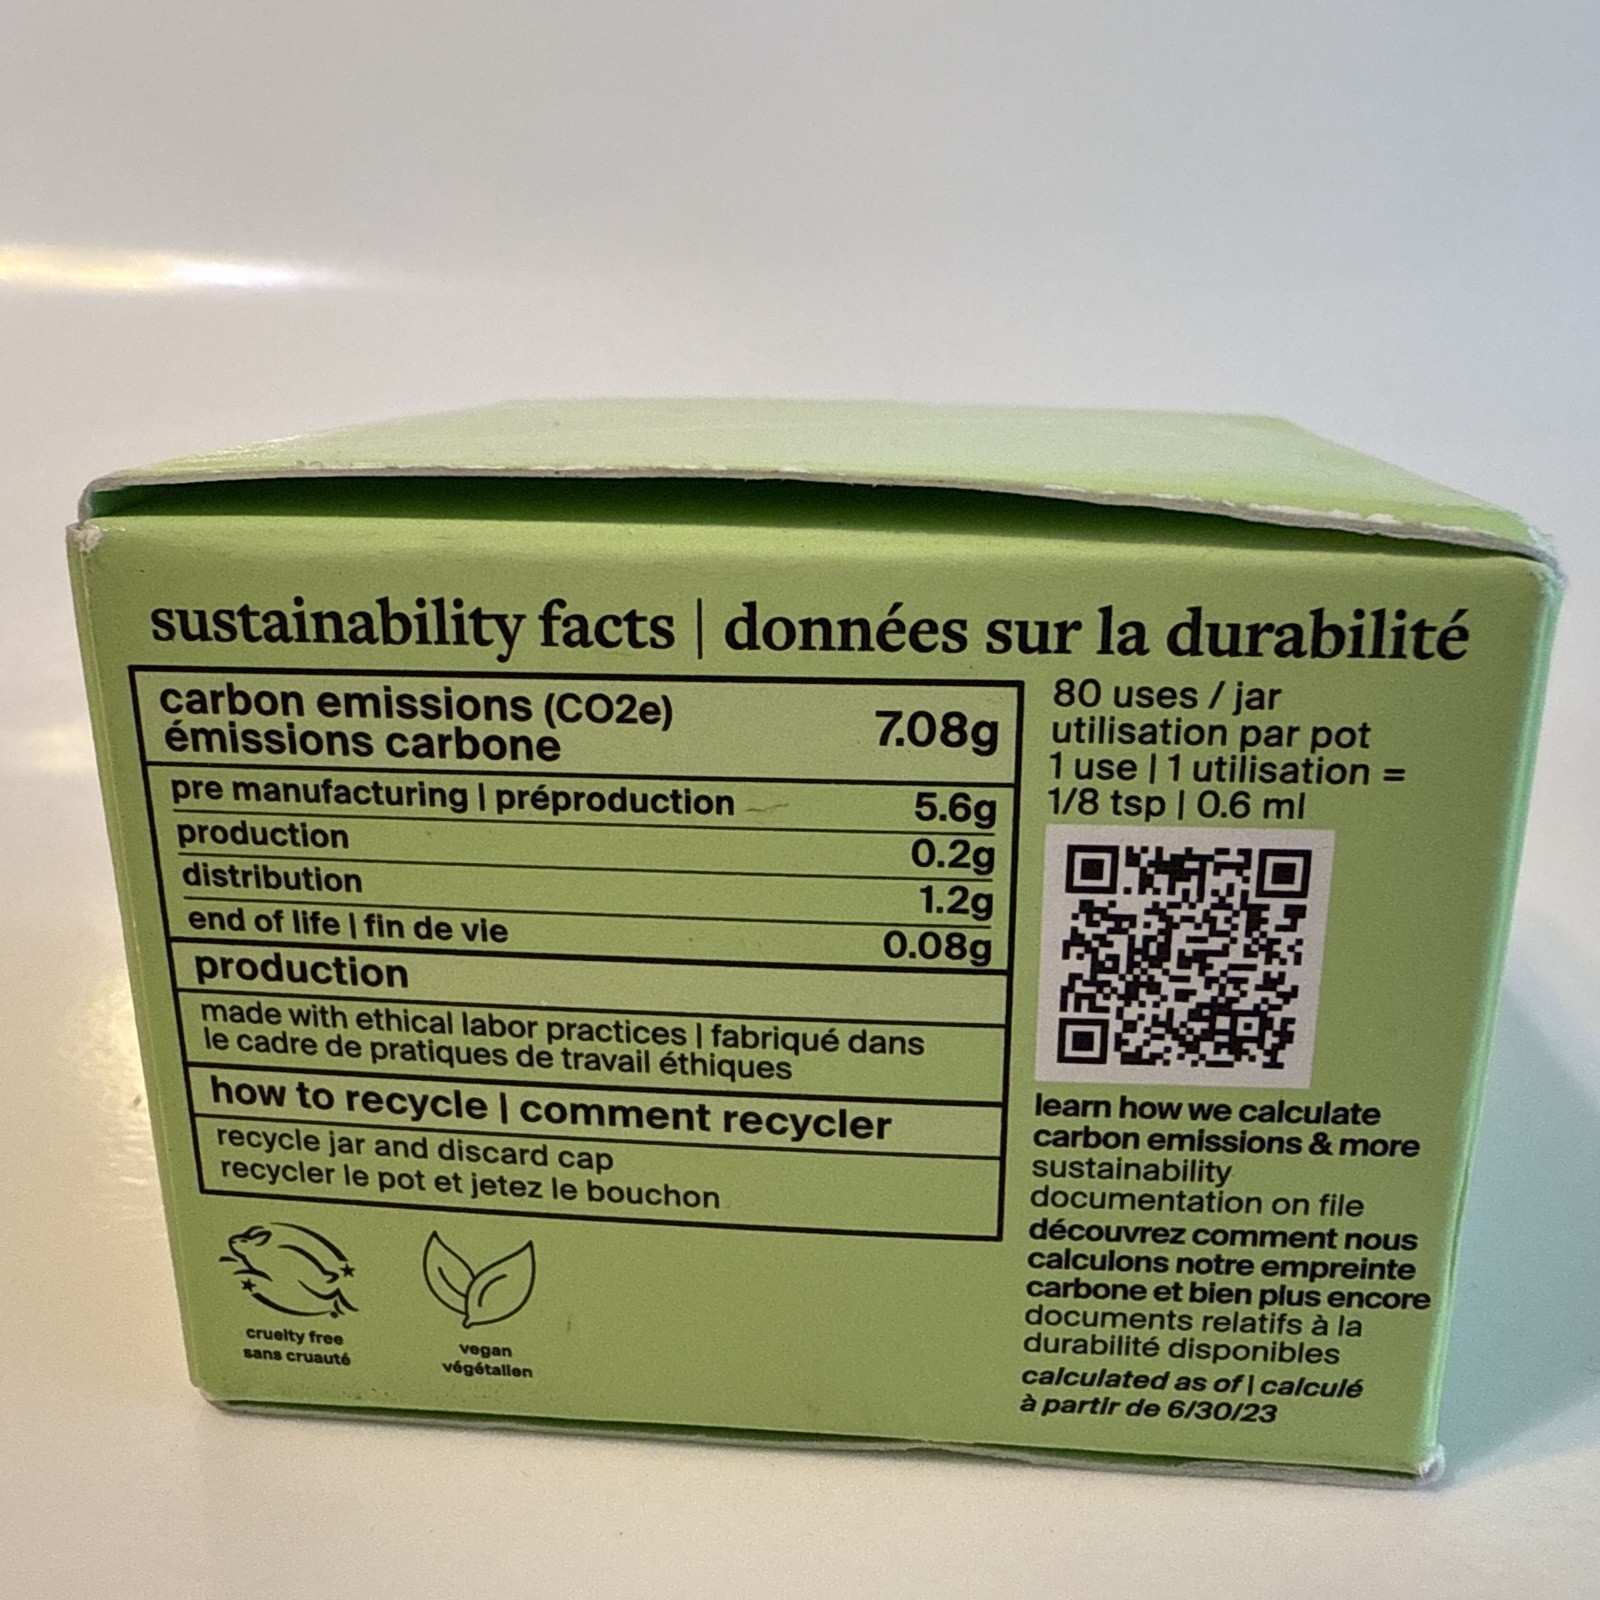 sustainability facts | données sur la durabilité
carbon emissions (CO2e)
émissions carbone
7.08g
pre manufacturing | préproduction 5.6g
production 0.2g
distribution 1.2g
end of life | fin de vie 0.08g
production
made with ethical labor practices | fabriqué dans
le cadre de pratiques de travail éthiques
how to recycle | comment recycler
recycle jar and discard cap
recycler le pot et jetez le bouchon
cruelty free
sans cruauté
vegan
végétalien
80 uses / jar
utilisation par pot
1 use | 1 utilisation =
1/8 tsp | 0.6 ml
learn how we calculate
carbon emissions & more
sustainability
documentation on file
découvrez comment nous
calculons notre empreinte
carbone et bien plus encore
documents relatifs à la
durabilité disponibles
calculated as of | calculé
à partir de 6/30/23